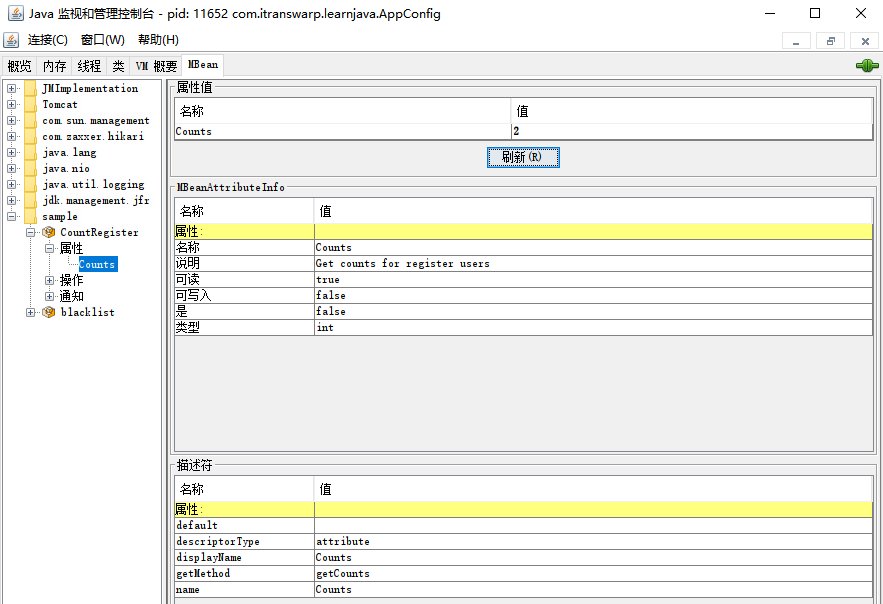 Java 监视和管理控制台 - pid: 11652 com.itranswarp.learnjava.AppConfig
连接(C) 窗口(W) 帮助(H)
概览 内存 线程 类 VM 概要 MBean
JMImplementation
Tomcat
com.sun.management
com.zaxxer.hikari
java.lang
java.nio
java.util.logging
jdk.management.jfr
sample
CountRegister
属性
Counts
操作
通知
blacklist
属性值
名称 值
Counts 2
刷新(R)
MBeanAttributeInfo
名称 值
属性:
名称 Counts
说明 Get counts for register users
可读 true
可写入 false
是 false
类型 int
描述符
名称 值
属性:
default
descriptorType attribute
displayName Counts
getMethod getCounts
name Counts